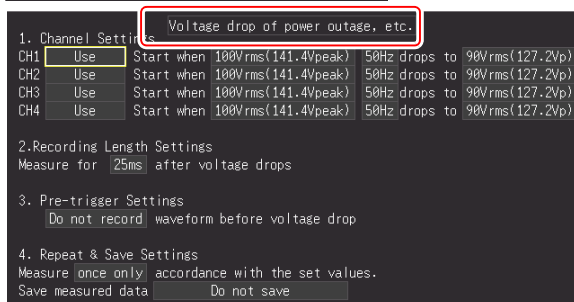 Voltage drop of power outage, etc.
1. Channel Settings
CH1 Use Start when 100Vrms(141.4Vpeak) 50Hz drops to 90Vrms(127.2Vp)
CH2 Use Start when 100Vrms(141.4Vpeak) 50Hz drops to 90Vrms(127.2Vp)
CH3 Use Start when 100Vrms(141.4Vpeak) 50Hz drops to 90Vrms(127.2Vp)
CH4 Use Start when 100Vrms(141.4Vpeak) 50Hz drops to 90Vrms(127.2Vp)
2.Recording Length Settings
Measure for 25ms after voltage drops
3. Pre-trigger Settings
Do not record waveform before voltage drop
4. Repeat & Save Settings
Measure once only accordance with the set values.
Save measured data Do not save